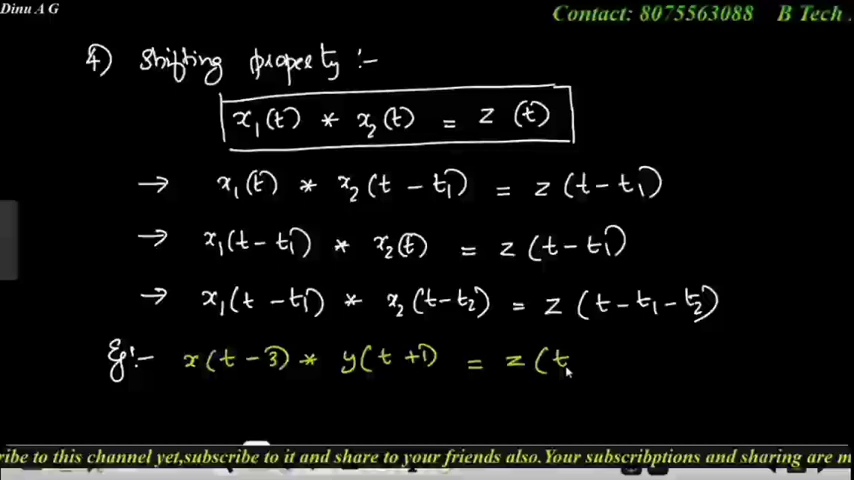 Dinu A G
Contact: 8075563088 B Tech
4) Shifting property :-
x₁(t) * x₂(t) = z (t)
→ x₁(t) * x₂(t - t₁) = z (t - t₁)
→ x₁(t - t₁) * x₂(t) = z (t - t₁)
→ x₁(t - t₁) * x₂(t - t₂) = z (t - t₁ - t₂)
Eg:- x(t - 3) * y(t + 1) = z (t
ribe to this channel yet,subscribe to it and share to your friends also.Your subscribptions and sharing are m